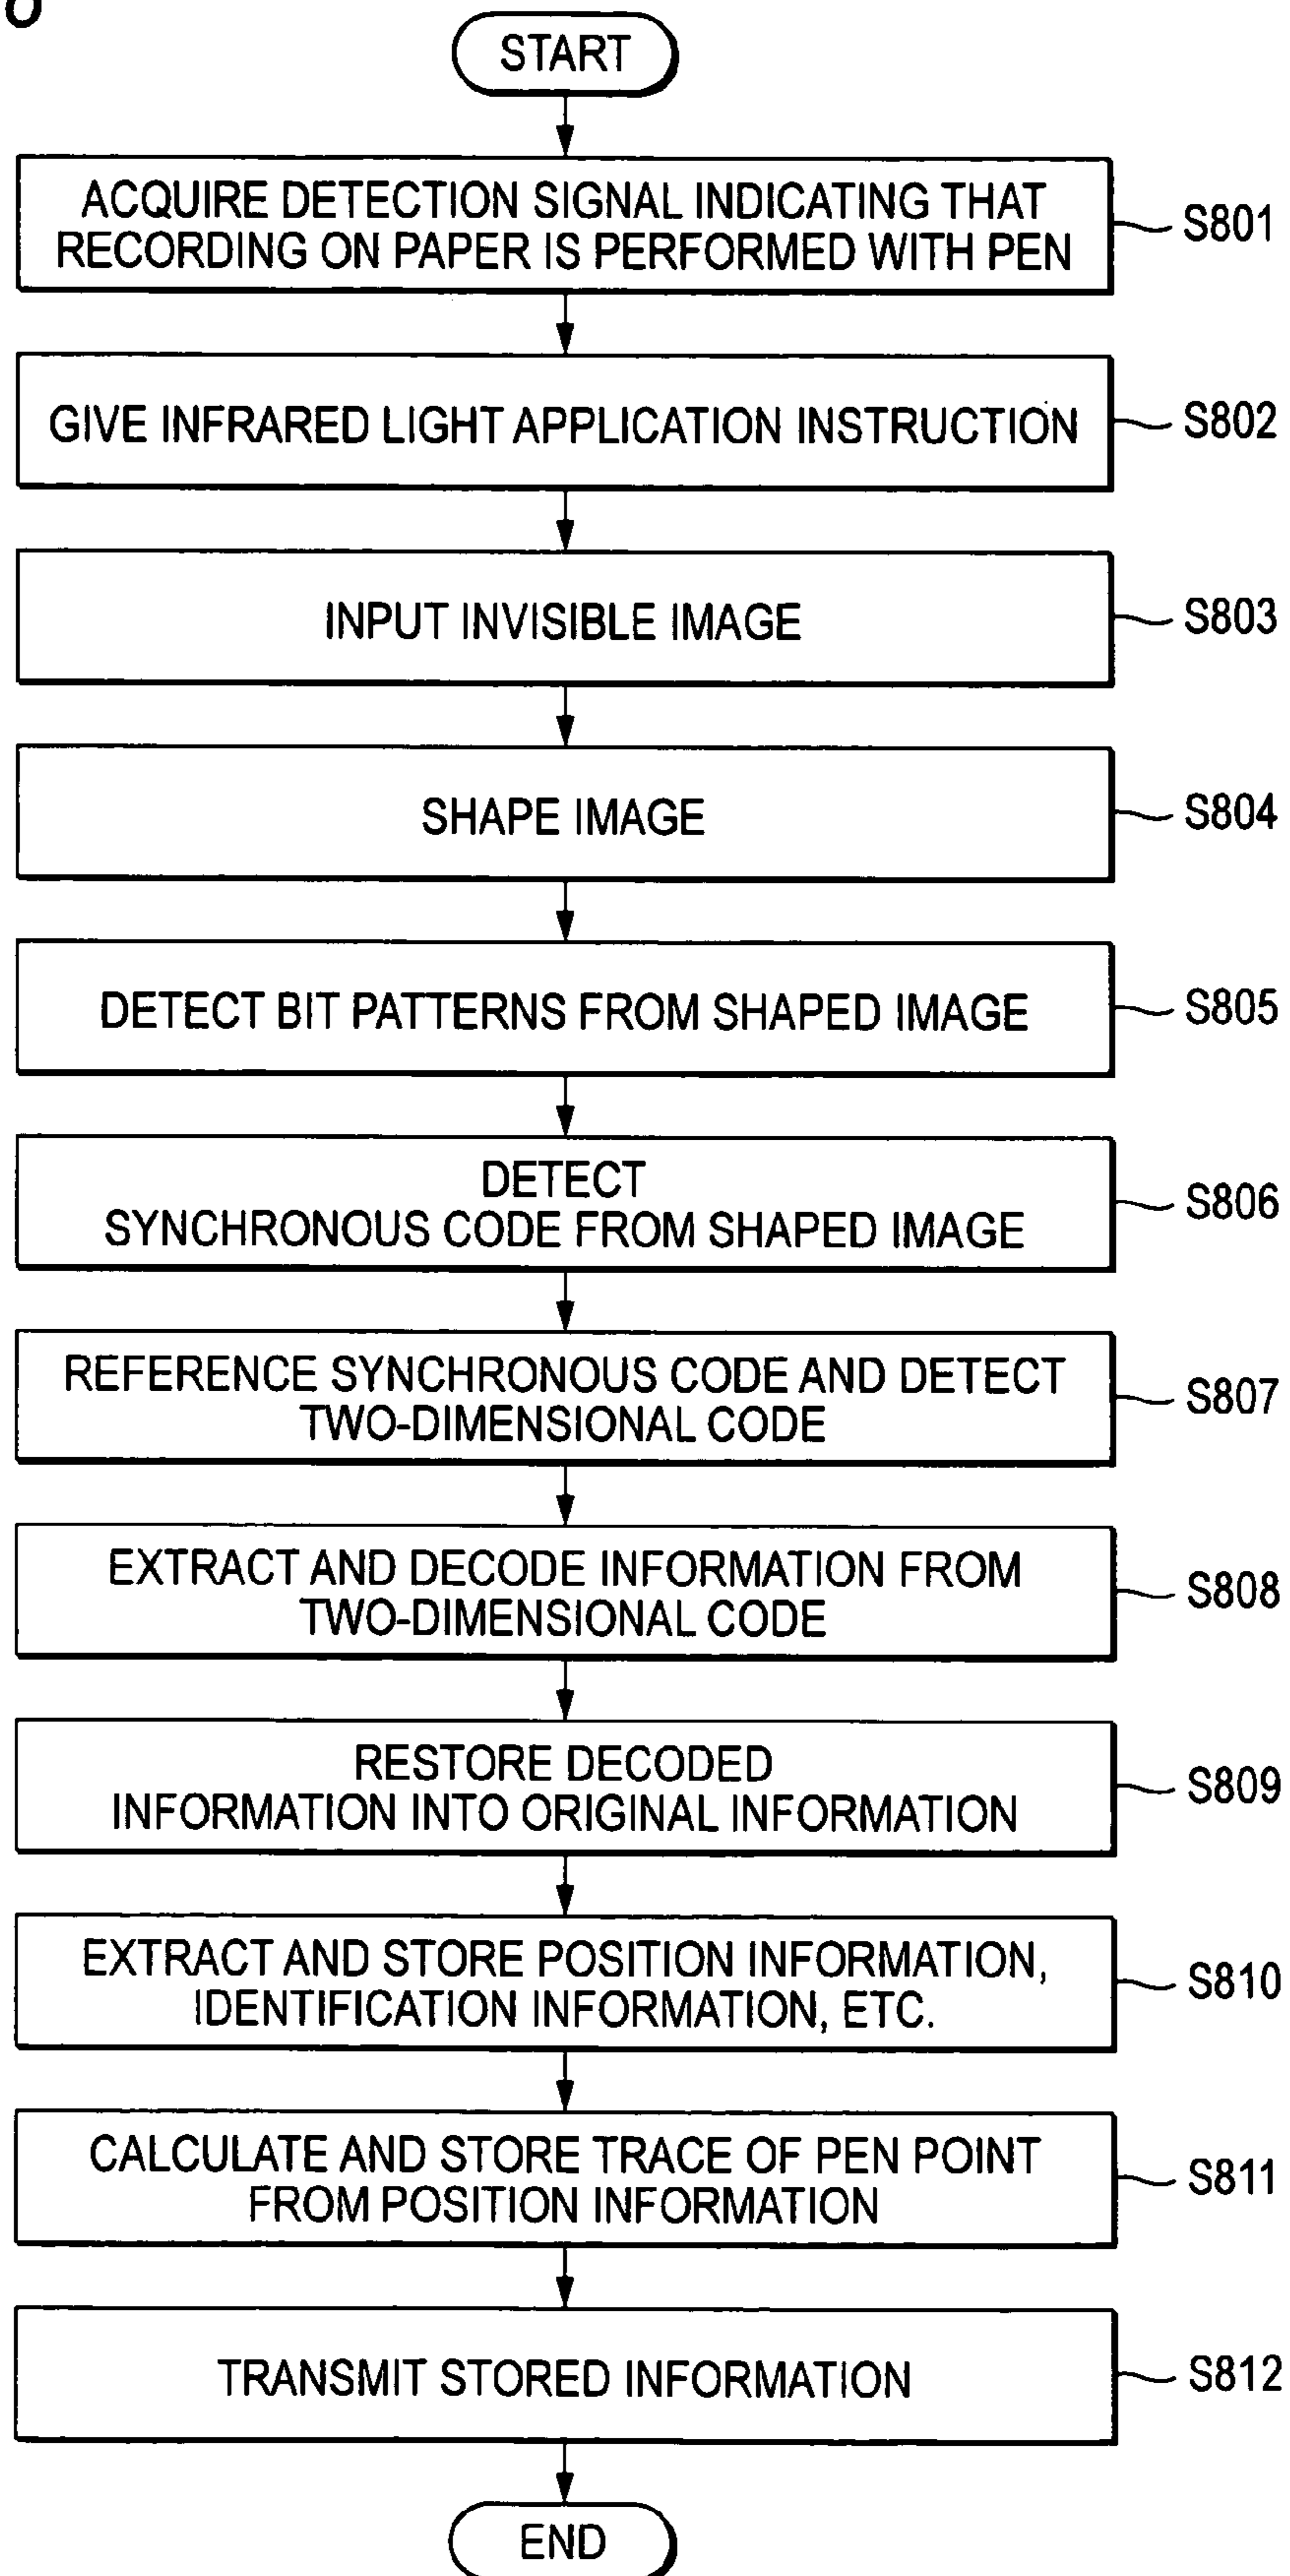 START
ACQUIRE DETECTION SIGNAL INDICATING THAT
RECORDING ON PAPER IS PERFORMED WITH PEN
S801
GIVE INFRARED LIGHT APPLICATION INSTRUCTION
S802
INPUT INVISIBLE IMAGE
S803
SHAPE IMAGE
S804
DETECT BIT PATTERNS FROM SHAPED IMAGE
S805
DETECT
SYNCHRONOUS CODE FROM SHAPED IMAGE
S806
REFERENCE SYNCHRONOUS CODE AND DETECT
TWO-DIMENSIONAL CODE
S807
EXTRACT AND DECODE INFORMATION FROM
TWO-DIMENSIONAL CODE
S808
RESTORE DECODED
INFORMATION INTO ORIGINAL INFORMATION
S809
EXTRACT AND STORE POSITION INFORMATION,
IDENTIFICATION INFORMATION, ETC.
S810
CALCULATE AND STORE TRACE OF PEN POINT
FROM POSITION INFORMATION
S811
TRANSMIT STORED INFORMATION
S812
END